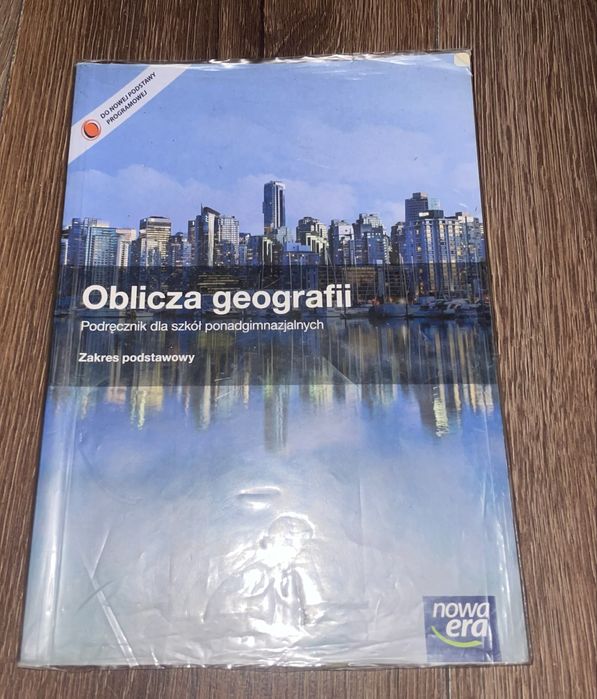 DO NOWEJ PODSTAWY
PROGRAMOWEJ
Oblicza geografii
Podręcznik dla szkół ponadgimnazjalnych
Zakres podstawowy
nowa
era